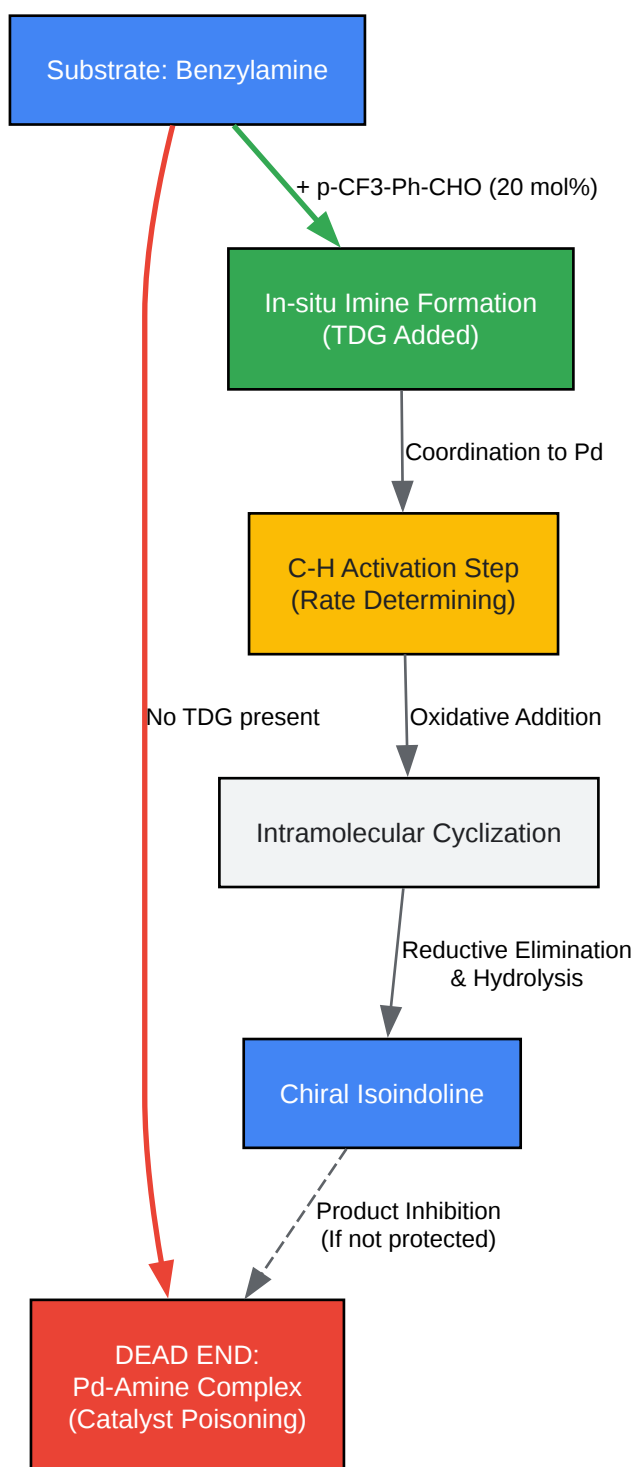 Substrate: Benzylamine
+ p-CF3-Ph-CHO (20 mol%)
In-situ Imine Formation
(TDG Added)
Coordination to Pd
C-H Activation Step
(Rate Determining)
No TDG present
Oxidative Addition
Intramolecular Cyclization
Reductive Elimination
& Hydrolysis
Chiral Isoindoline
Product Inhibition
(If not protected)
DEAD END:
Pd-Amine Complex
(Catalyst Poisoning)